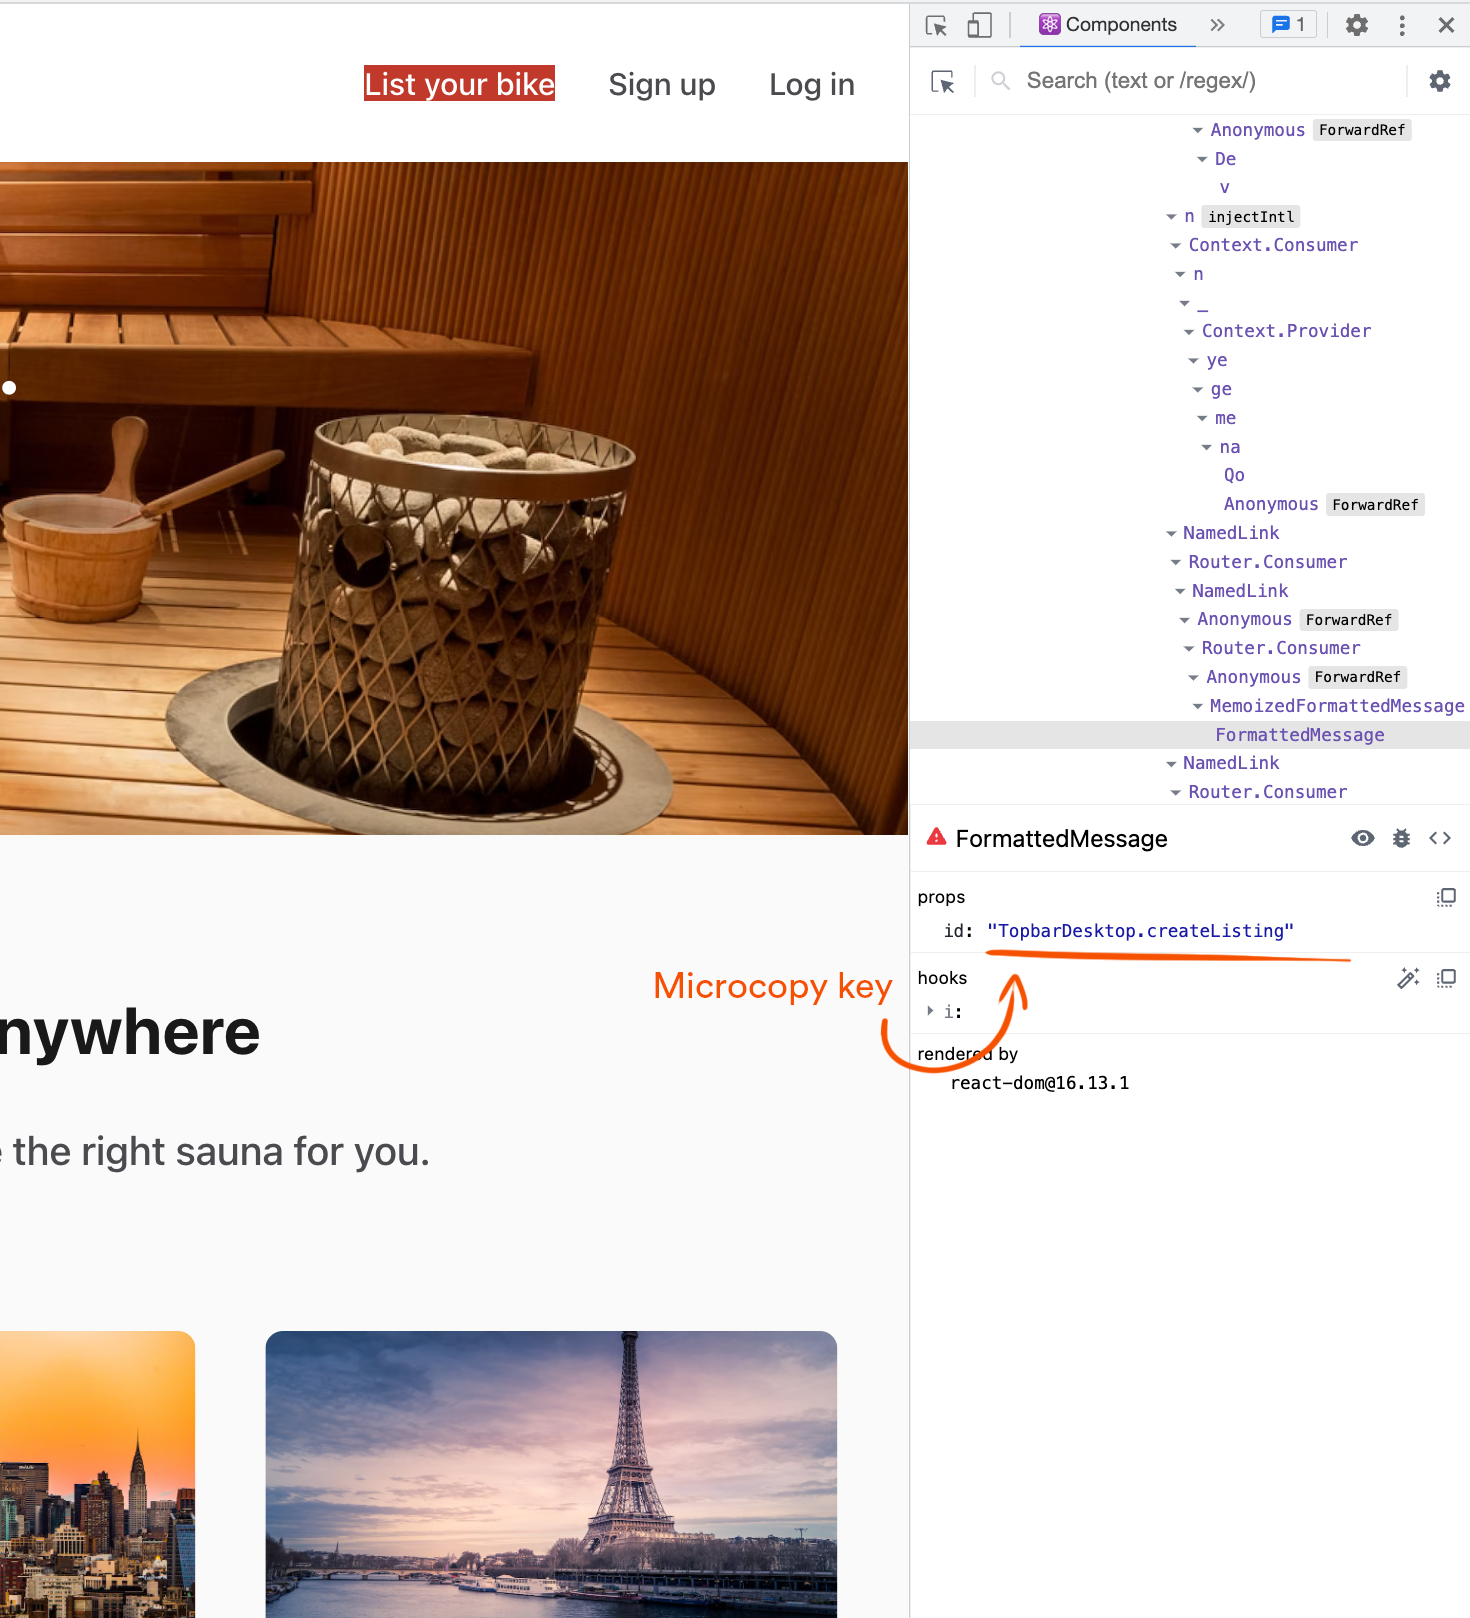 List your bike Sign up Log in
nywhere
the right sauna for you.
Microcopy key
Components 1
Search (text or /regex/)
Anonymous ForwardRef
De
v
n injectIntl
Context.Consumer
n
_
Context.Provider
ye
ge
me
na
Qo
Anonymous ForwardRef
NamedLink
Router.Consumer
NamedLink
Anonymous ForwardRef
Router.Consumer
Anonymous ForwardRef
MemoizedFormattedMessage
FormattedMessage
NamedLink
Router.Consumer
FormattedMessage
props
id: "TopbarDesktop.createListing"
hooks
i:
rendered by
react-dom@16.13.1